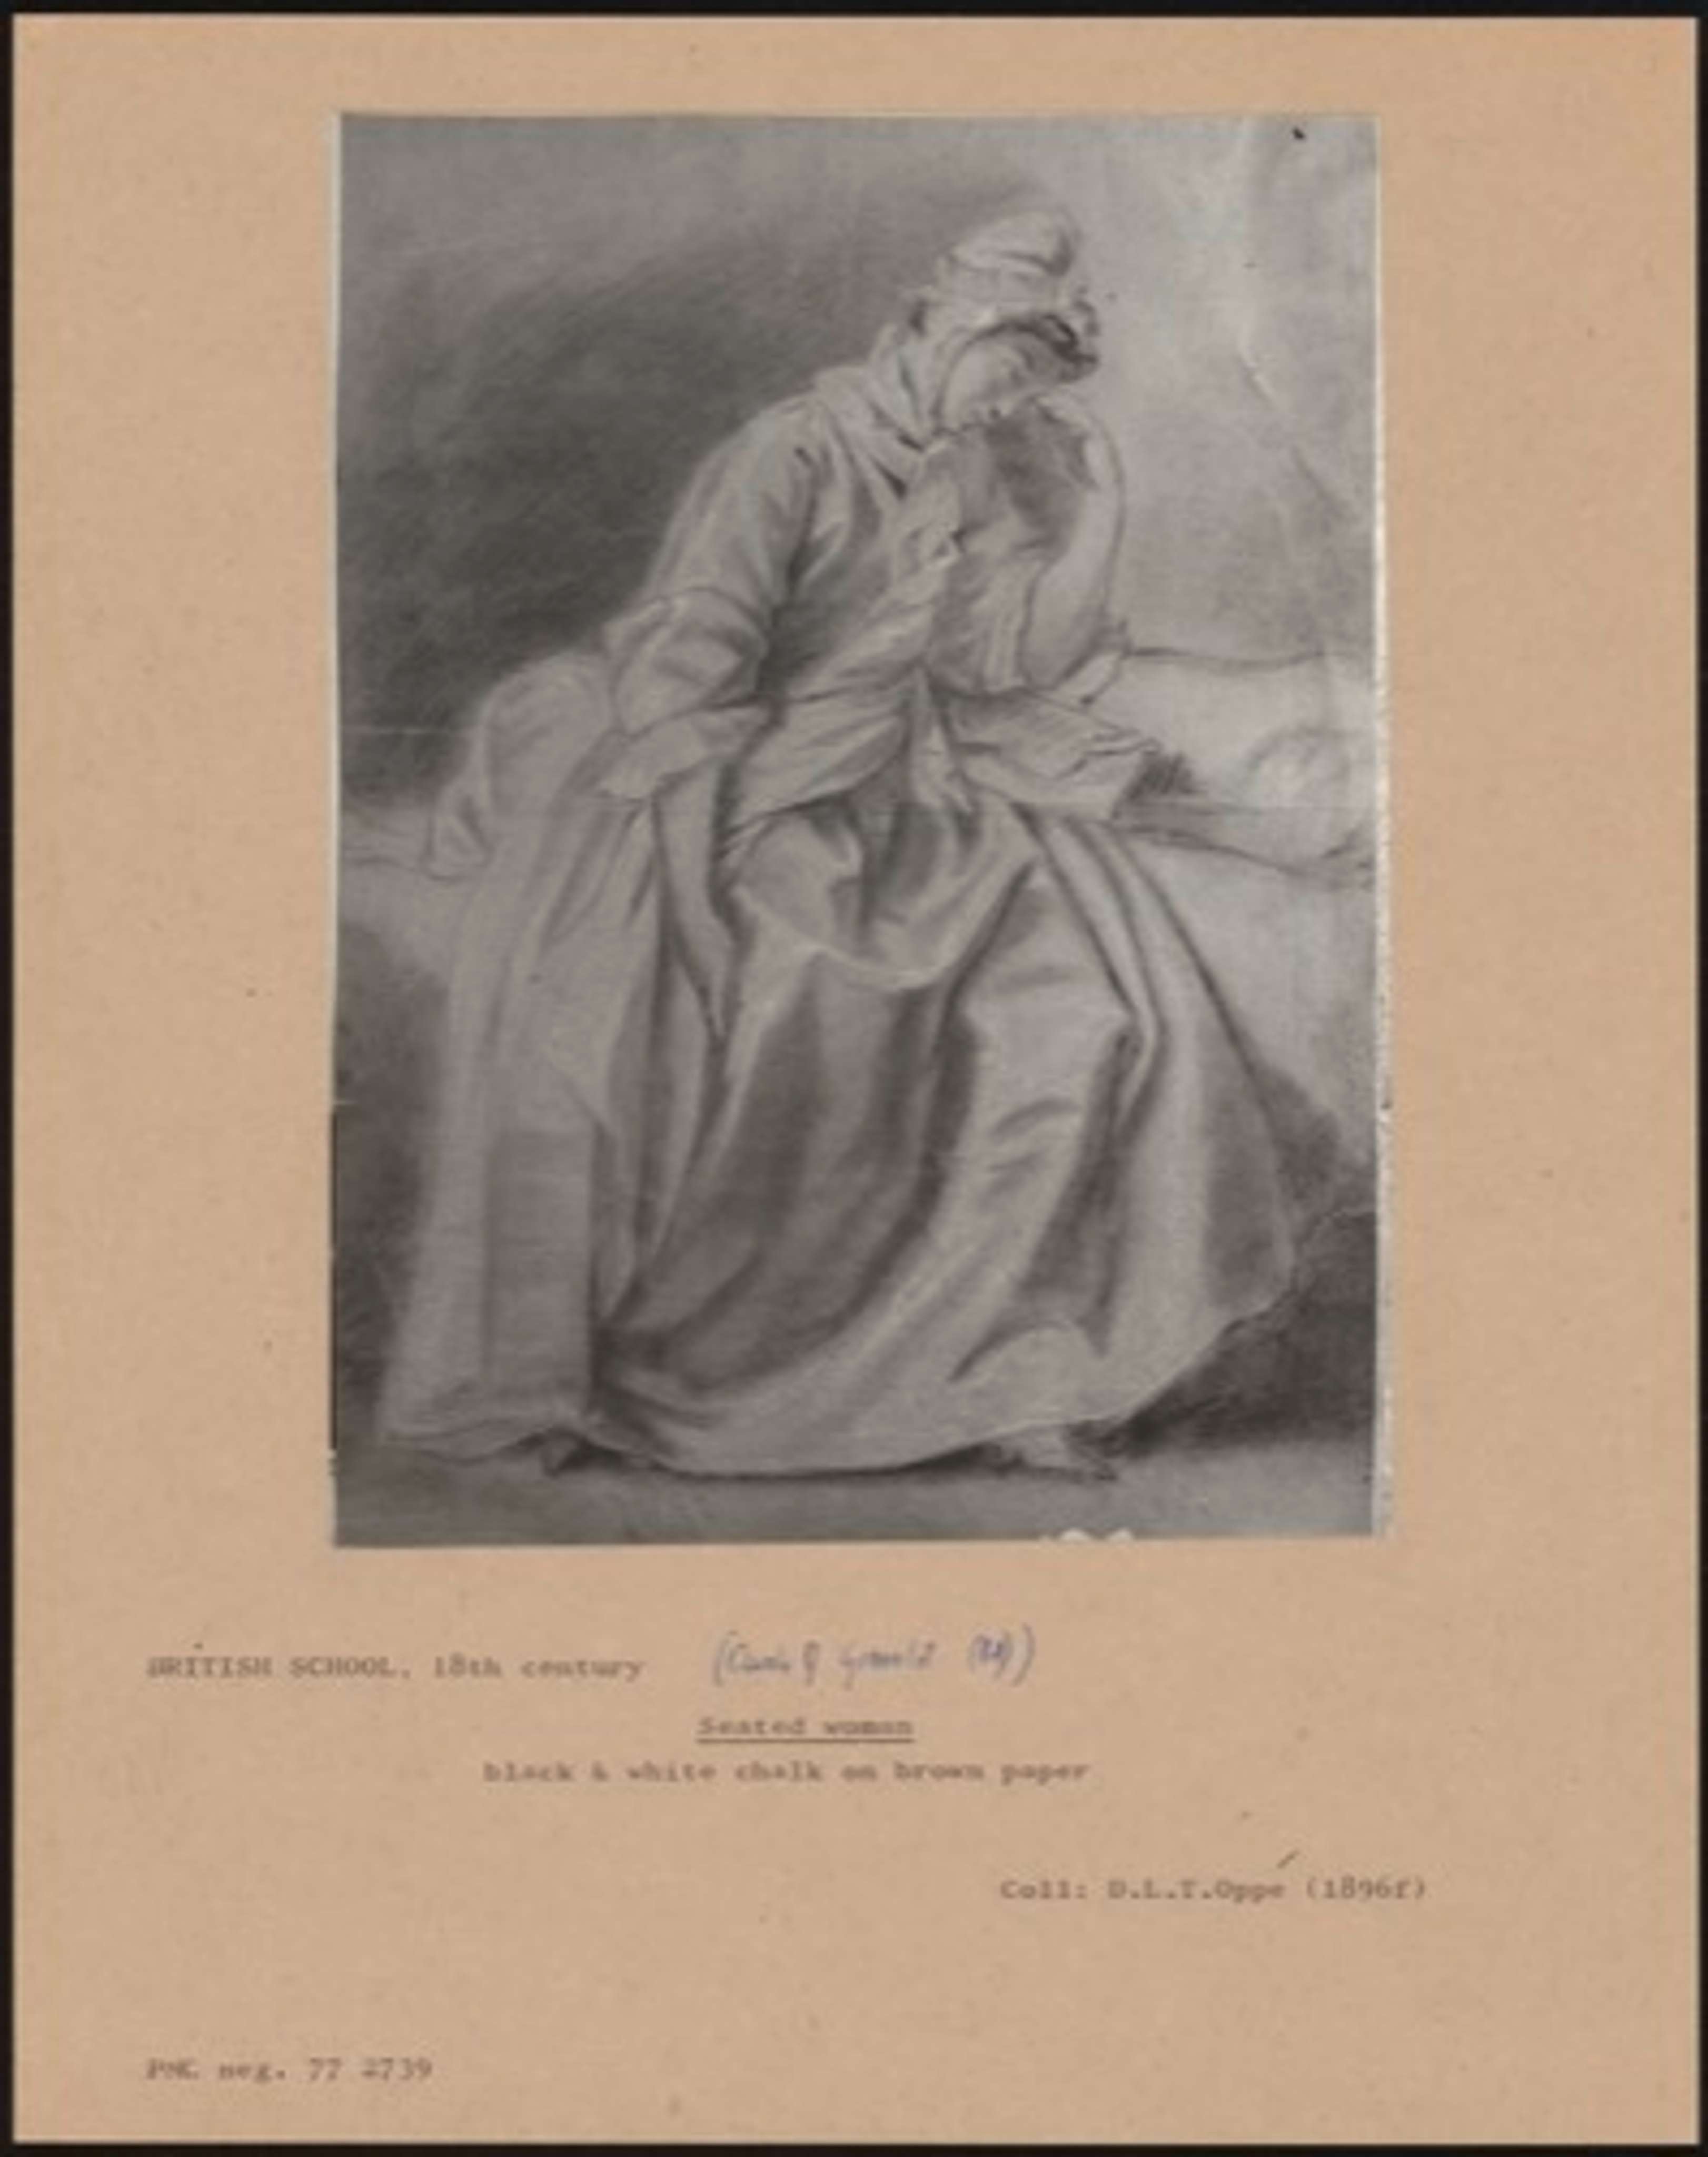 BRITISH SCHOOL, 18th century
Seated woman
black & white chalk on brown paper
Coll: D.L.T.Oppé (1896f)
PMC neg. 77 2739